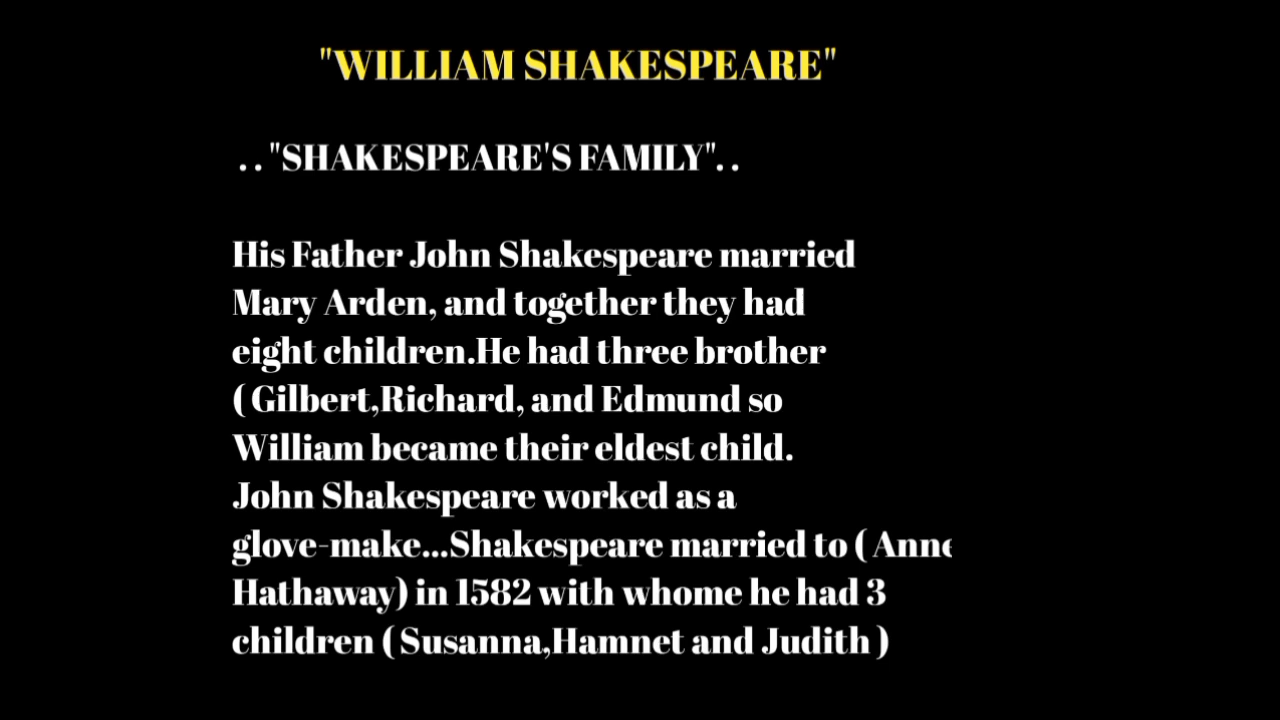 "WILLIAM SHAKESPEARE"
. . "SHAKESPEARE'S FAMILY". .
His Father John Shakespeare married
Mary Arden, and together they had
eight children.He had three brother
( Gilbert,Richard, and Edmund so
William became their eldest child.
John Shakespeare worked as a
glove-make...Shakespeare married to ( Anne
Hathaway) in 1582 with whome he had 3
children ( Susanna,Hamnet and Judith )